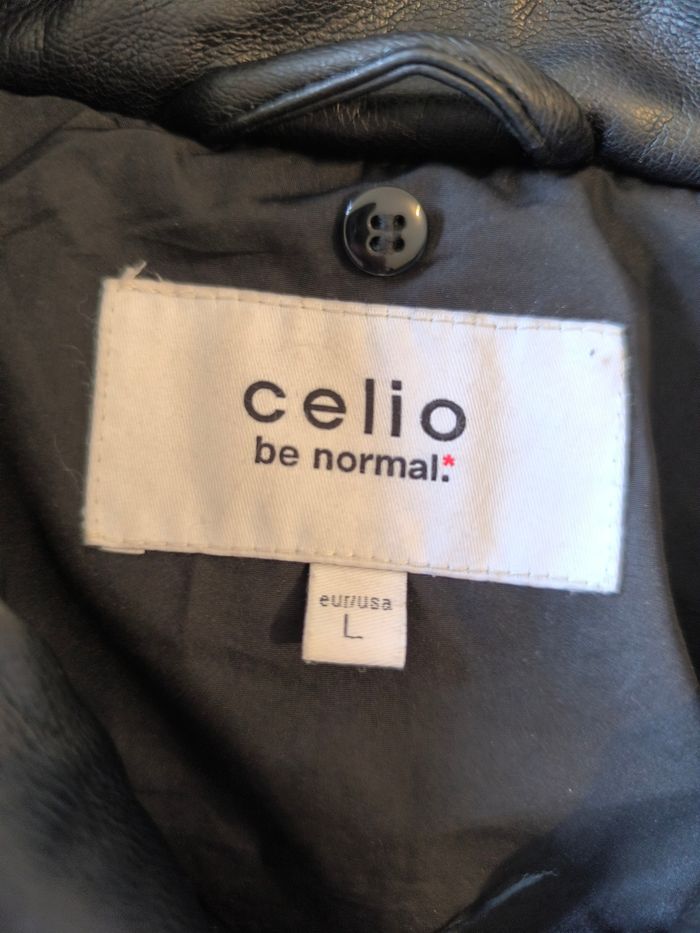 celio
be normal.*
eur/usa
L